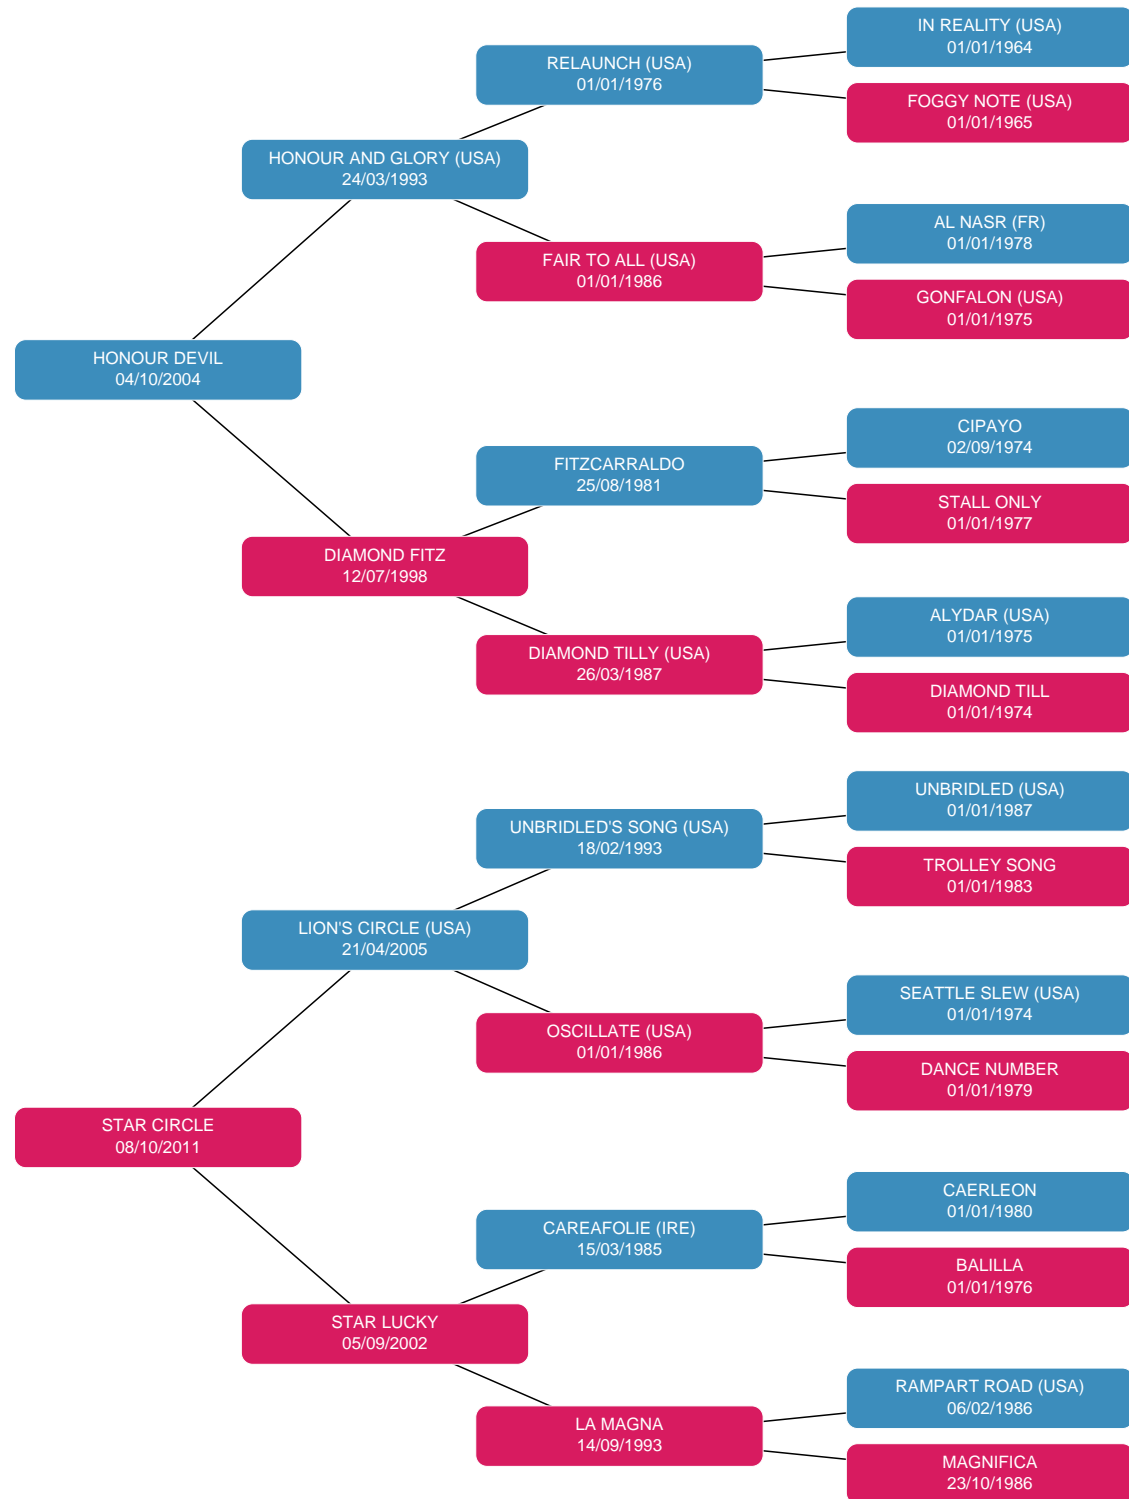 IN REALITY (USA)
01/01/1964
RELAUNCH (USA)
01/01/1976
FOGGY NOTE (USA)
01/01/1965
HONOUR AND GLORY (USA)
24/03/1993
AL NASR (FR)
01/01/1978
FAIR TO ALL (USA)
01/01/1986
GONFALON (USA)
01/01/1975
HONOUR DEVIL
04/10/2004
CIPAYO
02/09/1974
FITZCARRALDO
25/08/1981
STALL ONLY
01/01/1977
DIAMOND FITZ
12/07/1998
ALYDAR (USA)
01/01/1975
DIAMOND TILLY (USA)
26/03/1987
DIAMOND TILL
01/01/1974
UNBRIDLED (USA)
01/01/1987
UNBRIDLED'S SONG (USA)
18/02/1993
TROLLEY SONG
01/01/1983
LION'S CIRCLE (USA)
21/04/2005
SEATTLE SLEW (USA)
01/01/1974
OSCILLATE (USA)
01/01/1986
DANCE NUMBER
01/01/1979
STAR CIRCLE
08/10/2011
CAERLEON
01/01/1980
CAREAFOLIE (IRE)
15/03/1985
BALILLA
01/01/1976
STAR LUCKY
05/09/2002
RAMPART ROAD (USA)
06/02/1986
LA MAGNA
14/09/1993
MAGNIFICA
23/10/1986